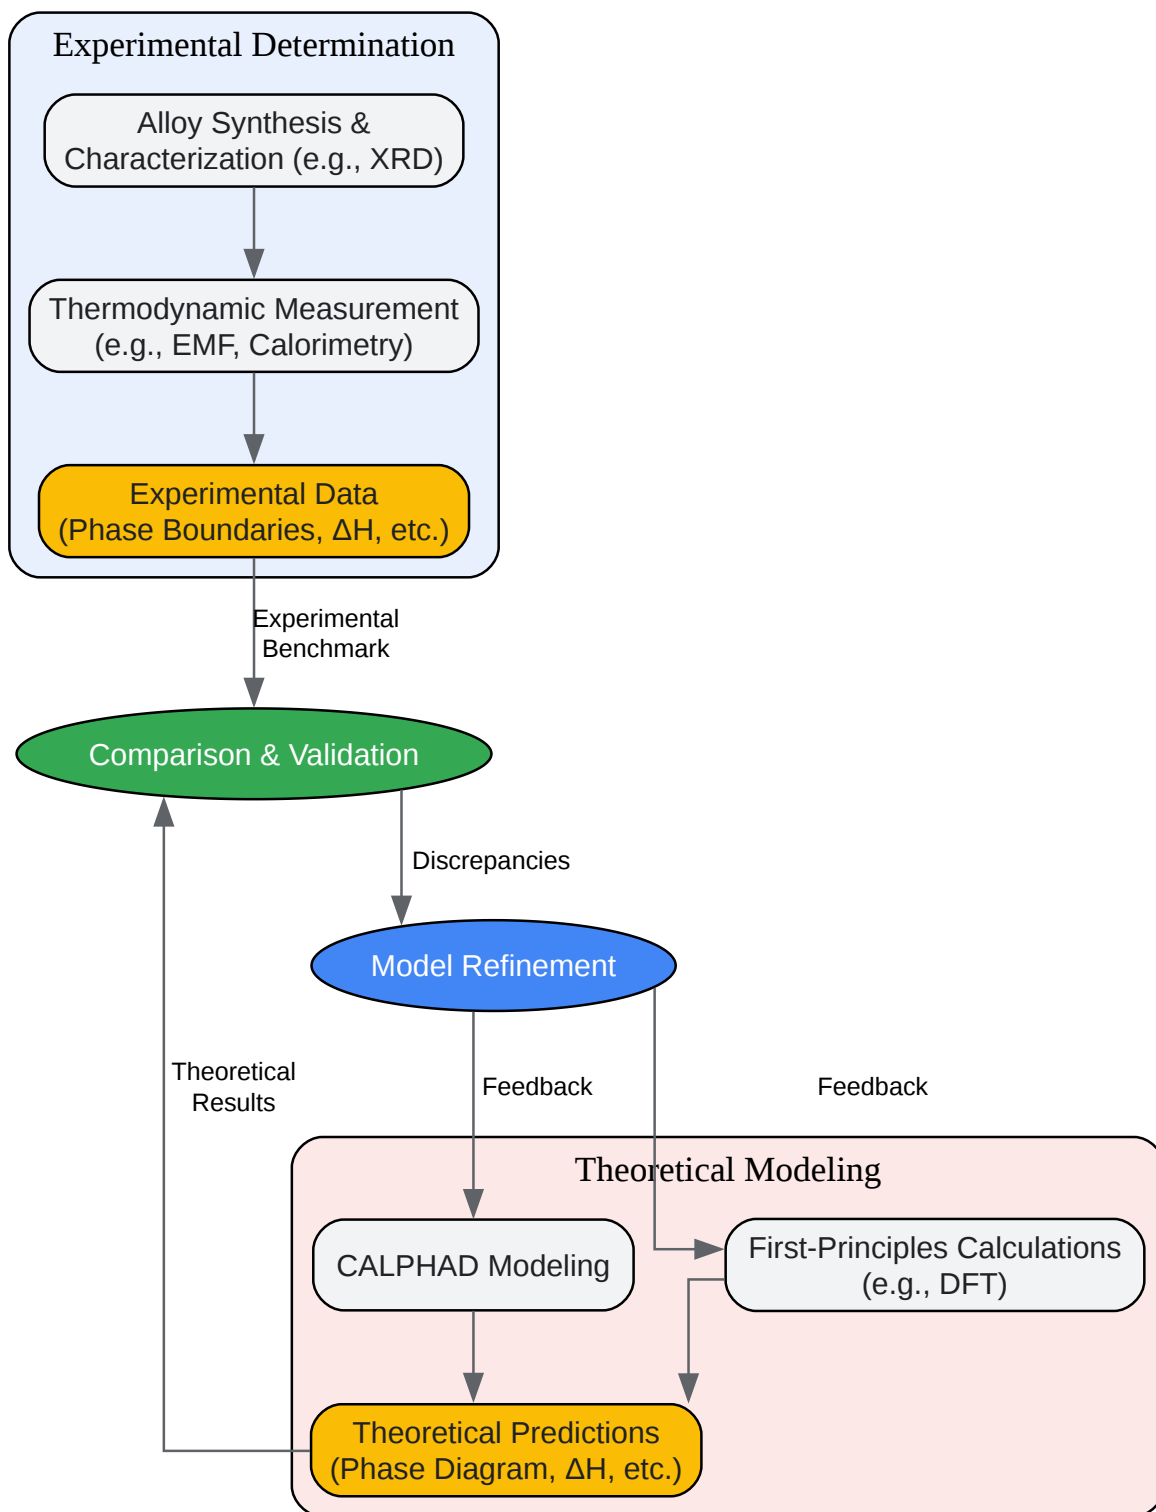 Experimental Determination
Alloy Synthesis &
Characterization (e.g., XRD)
Thermodynamic Measurement
(e.g., EMF, Calorimetry)
Experimental Data
(Phase Boundaries, ΔH, etc.)
Experimental
Benchmark
Comparison & Validation
Discrepancies
Model Refinement
Theoretical
Results
Feedback
Feedback
Theoretical Modeling
CALPHAD Modeling
First-Principles Calculations
(e.g., DFT)
Theoretical Predictions
(Phase Diagram, ΔH, etc.)